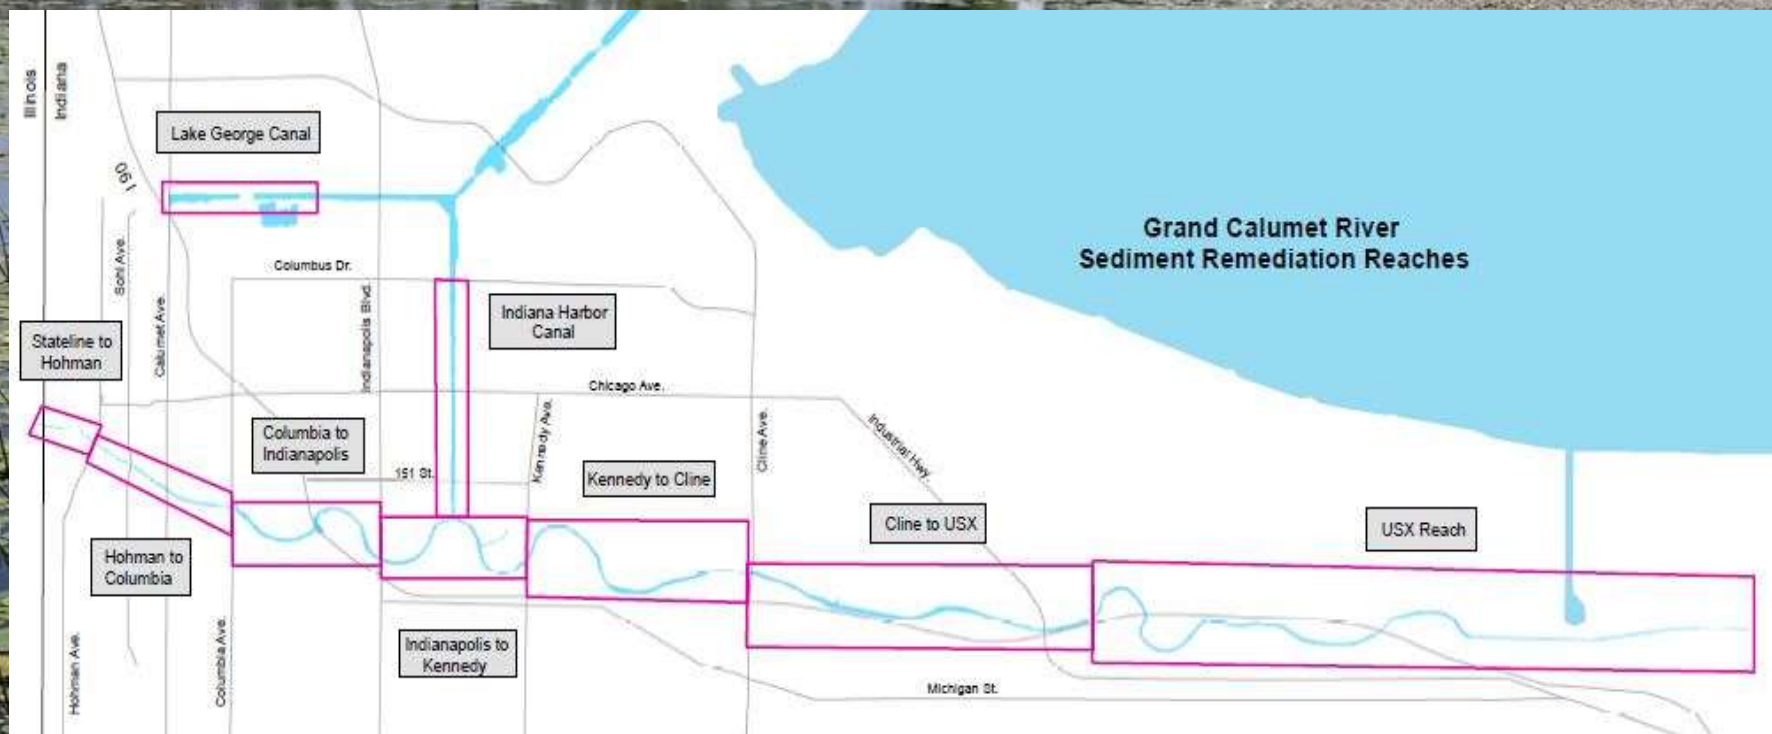 Illinois
Indiana
Lake George Canal
I 90
Grand Calumet River
Sediment Remediation Reaches
Sohl Ave.
Columbus Dr.
Calumet Ave.
Indianapolis Blvd.
Indiana Harbor
Canal
Stateline to
Hohman
Chicago Ave.
Columbia to
Indianapolis
Kennedy Ave.
Cline Ave.
Industrial Hwy.
151 St.
Kennedy to Cline
Cline to USX
USX Reach
Hohman to
Columbia
Hohman Ave.
Columbia Ave.
Indianapolis to
Kennedy
Michigan St.